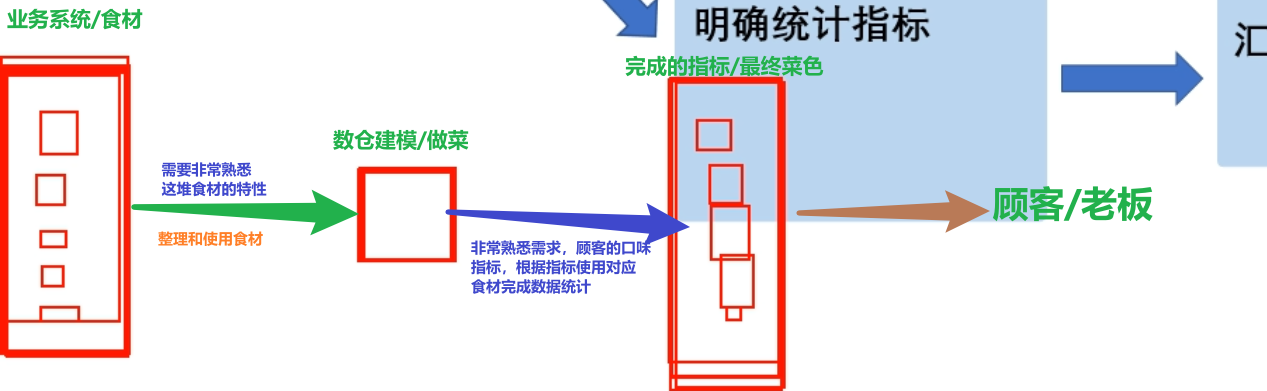 业务系统/食材
明确统计指标
汇
完成的指标/最终菜色
数仓建模/做菜
需要非常熟悉
这堆食材的特性
整理和使用食材
非常熟悉需求，顾客的口味
指标，根据指标使用对应
食材完成数据统计
顾客/老板